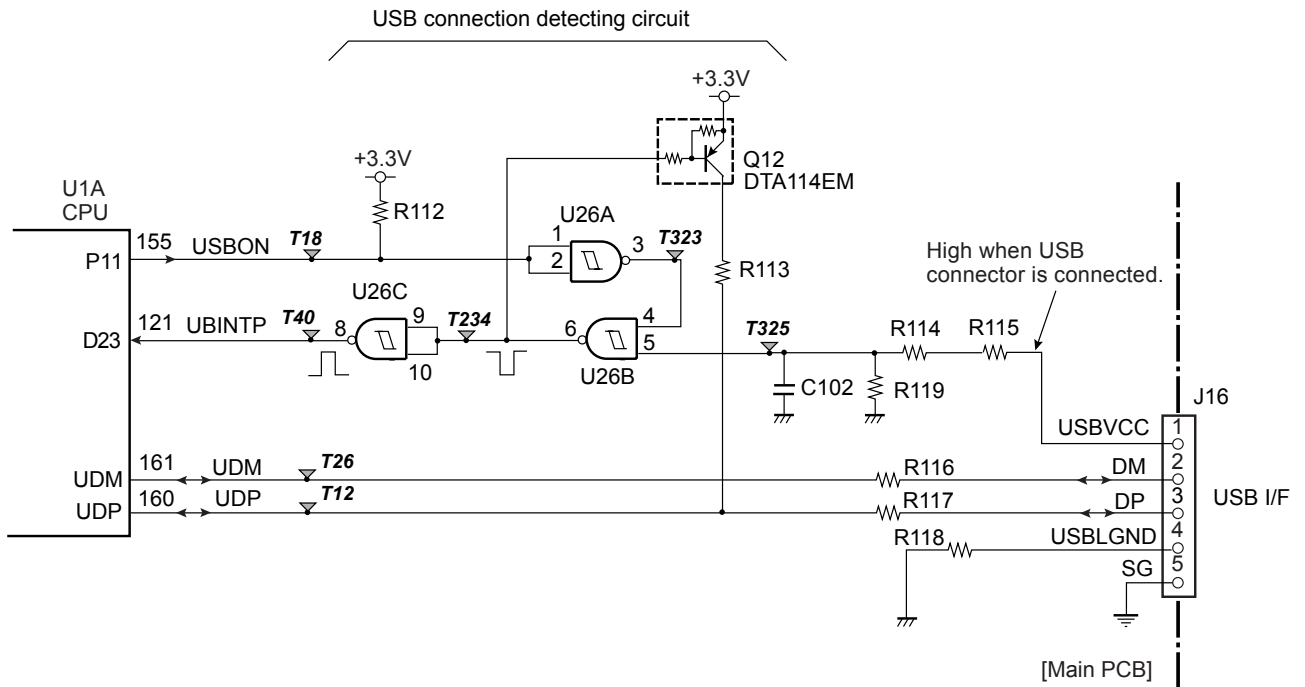 USB connection detecting circuit
+3.3V
Q12
DTA114EM
+3.3V
R112
U1A
CPU
P11
155
USBON
T18
U26A
1
2
3
T323
R113
High when USB
connector is connected.
U26C
D23
121
UBINTP
T40
8
9
10
T234
6
4
5
U26B
T325
C102
R119
R114
R115
J16
USBVCC
1
UDM
161
UDM
T26
R116
DM
2
UDP
160
UDP
T12
R117
DP
3
USB I/F
R118
USBLGND
4
SG
5
[Main PCB]